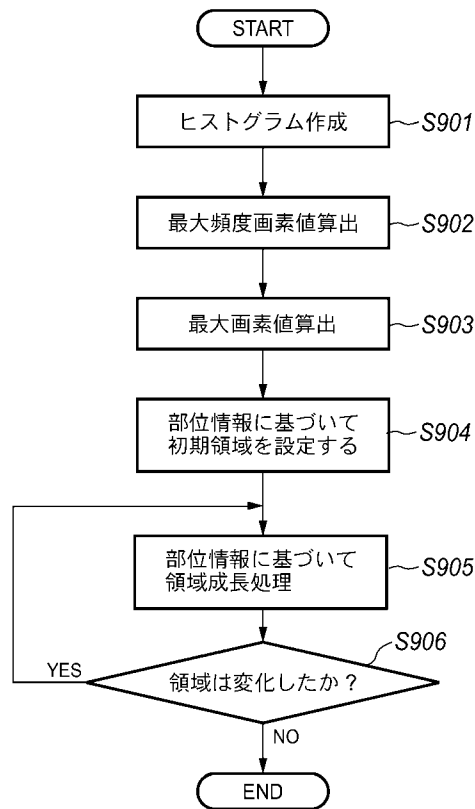 START
ヒストグラム作成
S901
最大頻度画素値算出
S902
最大画素値算出
S903
部位情報に基づいて
初期領域を設定する
S904
部位情報に基づいて
領域成長処理
S905
S906
領域は変化したか？
YES
NO
END